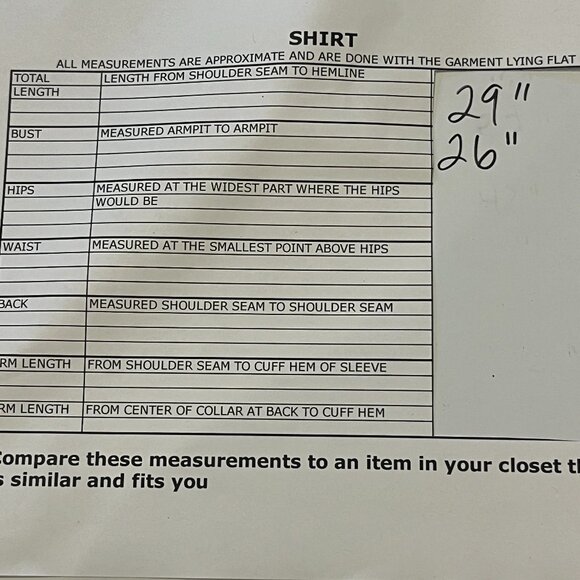 SHIRT
ALL MEASUREMENTS ARE APPROXIMATE AND ARE DONE WITH THE GARMENT LYING FLAT
TOTAL LENGTH FROM SHOULDER SEAM TO HEMLINE
LENGTH
29"
BUST MEASURED ARMPIT TO ARMPIT
26"
HIPS MEASURED AT THE WIDEST PART WHERE THE HIPS
WOULD BE
WAIST MEASURED AT THE SMALLEST POINT ABOVE HIPS
BACK MEASURED SHOULDER SEAM TO SHOULDER SEAM
RM LENGTH FROM SHOULDER SEAM TO CUFF HEM OF SLEEVE
RM LENGTH FROM CENTER OF COLLAR AT BACK TO CUFF HEM
Compare these measurements to an item in your closet th
s similar and fits you